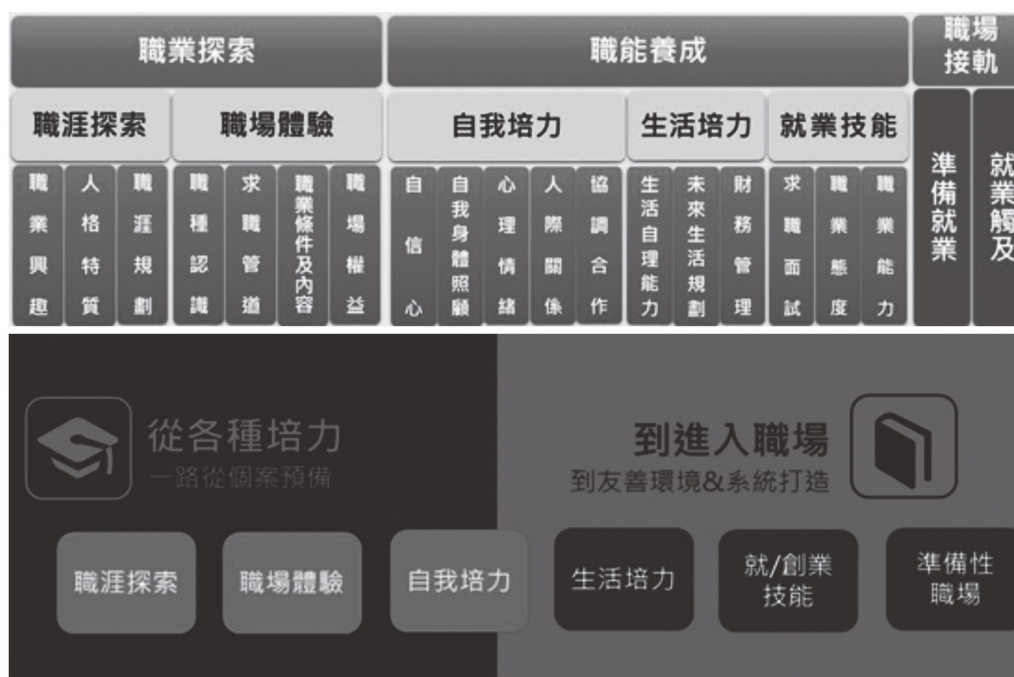 職業探索
職能養成
職場
接軌
職涯探索
職場體驗
自我培力
生活培力
就業技能
職業興趣
人格特質
職涯規劃
職種認識
求職管道
職業條件及內容
職場權益
自信心
自我身體照顧
心理情緒
人際關係
協調合作
生活自理能力
未來生活規劃
財務管理
求職面試
職業態度
職業能力
準備就業
就業觸及
從各種培力
一路從個案預備
到進入職場
到友善環境&系統打造
職涯探索
職場體驗
自我培力
生活培力
就/創業
技能
準備性
職場